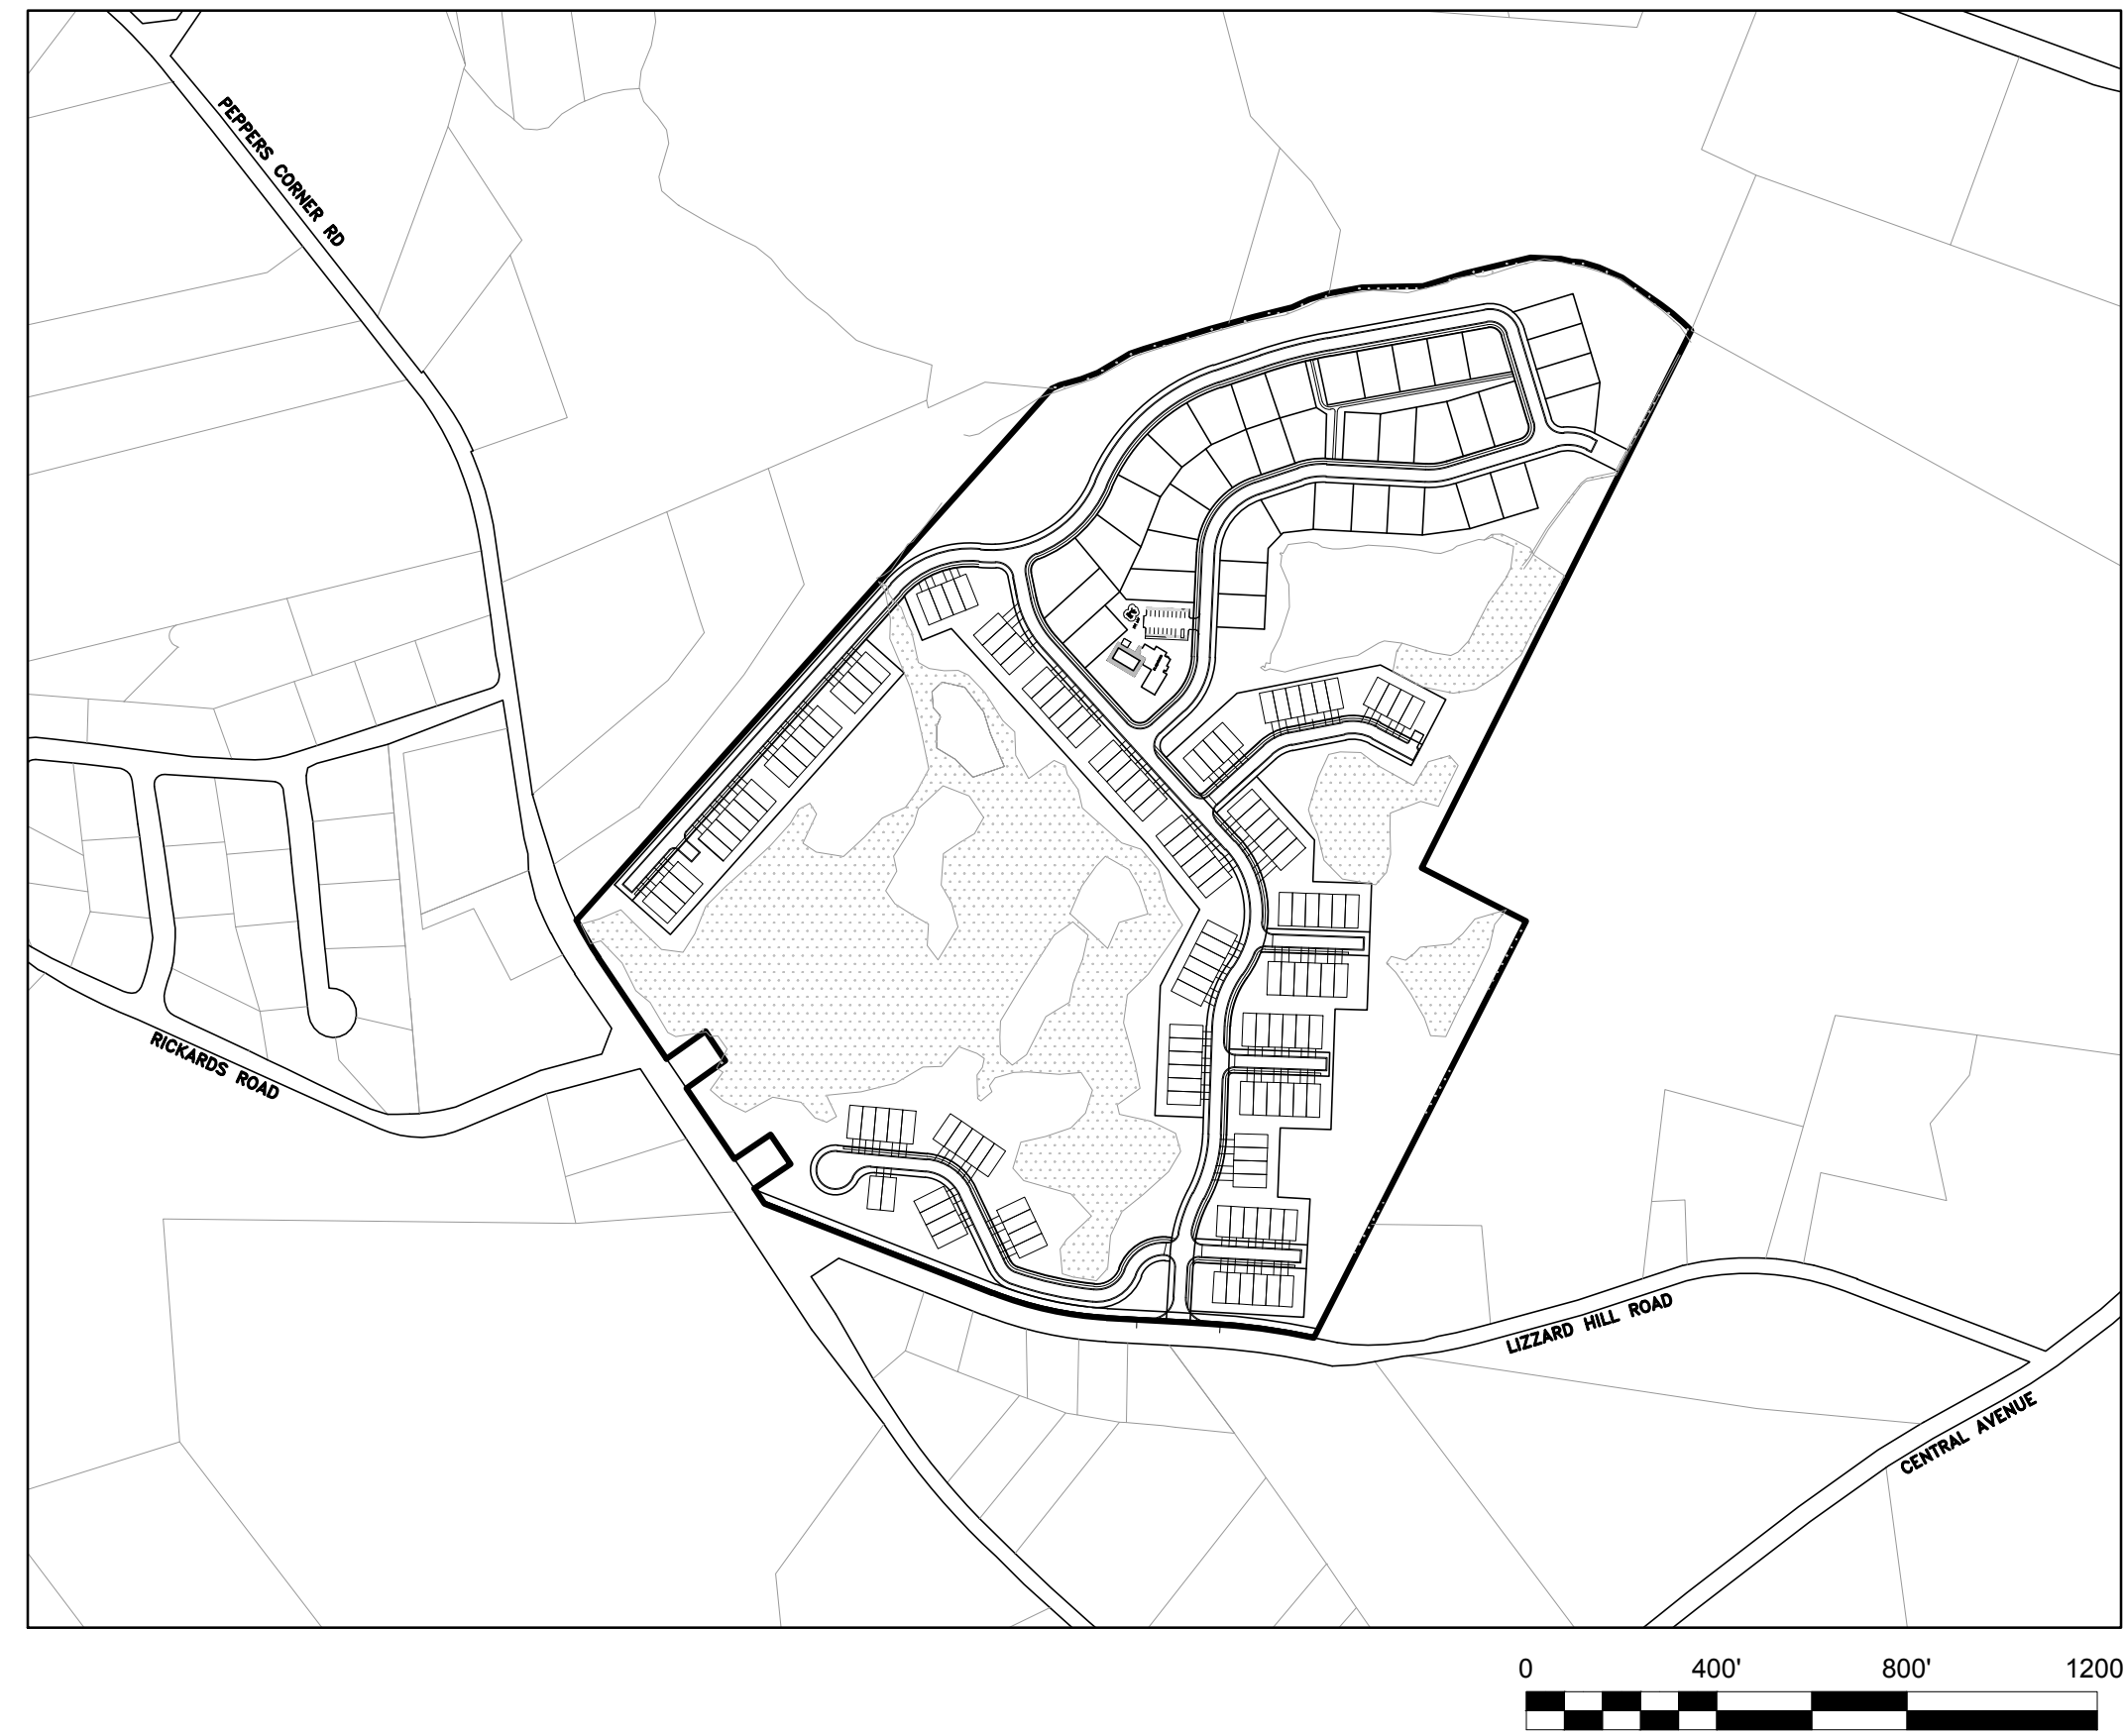 PEPPERS CORNER RD
RICKARDS ROAD
LIZZARD HILL ROAD
CENTRAL AVENUE
0 400' 800' 1200